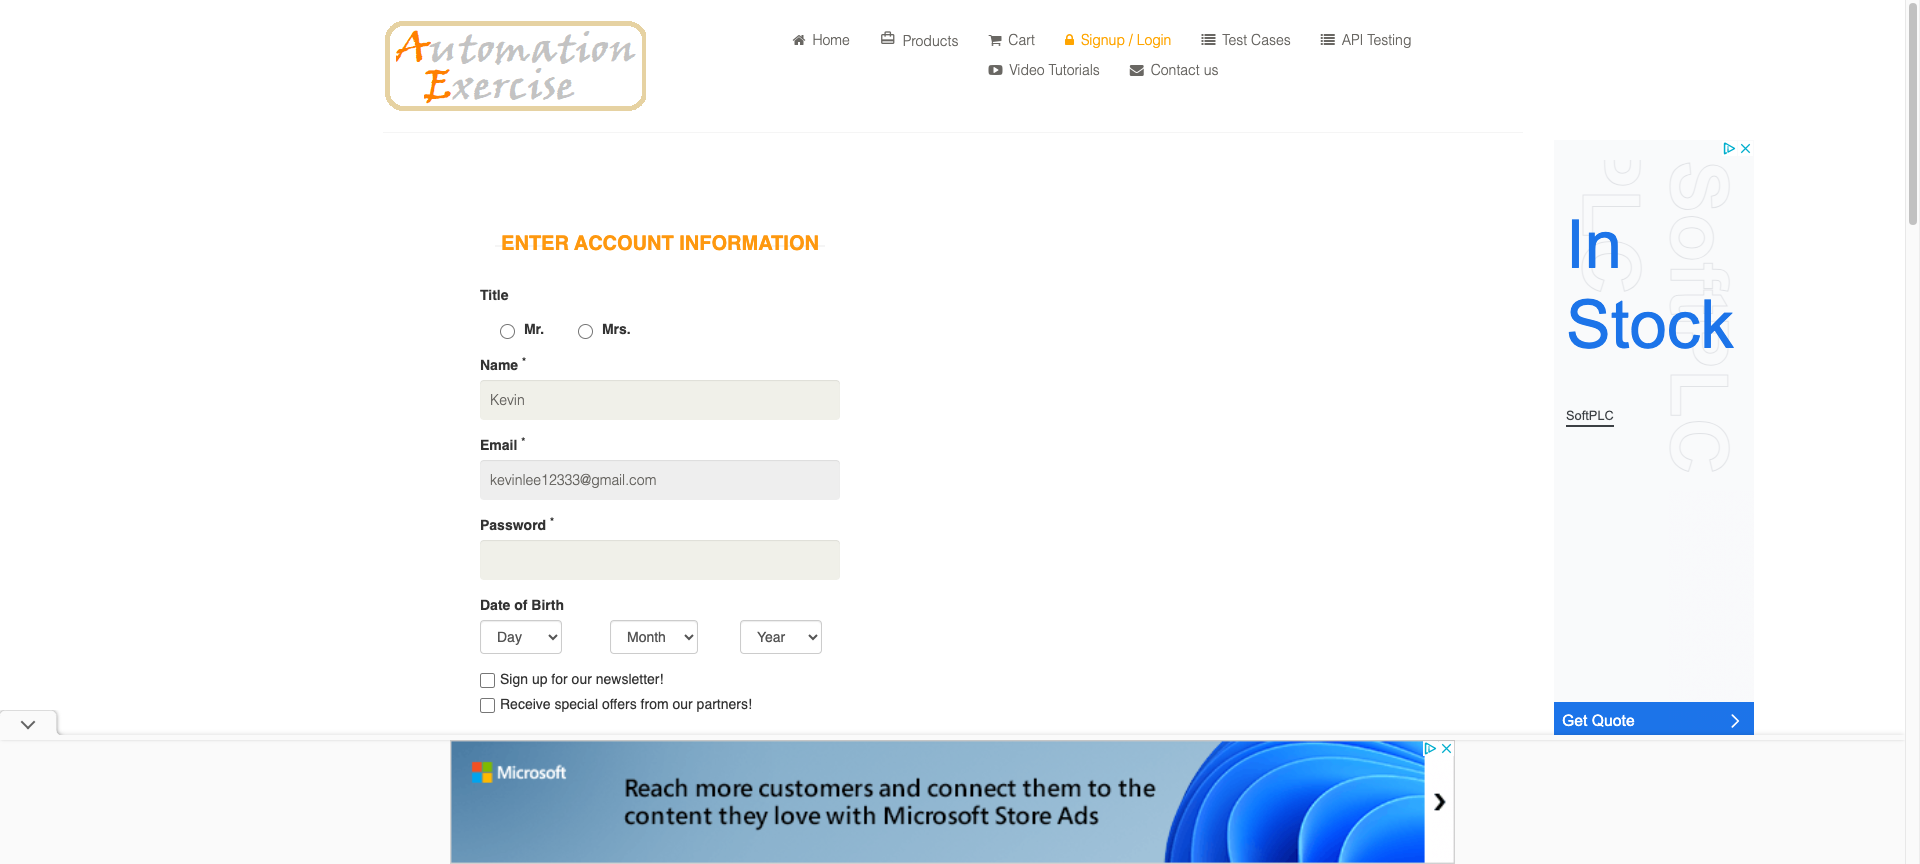 Automation
Exercise
Home
Products
Cart
Signup / Login
Test Cases
API Testing
Video Tutorials
Contact us
ENTER ACCOUNT INFORMATION
Title
Mr.
Mrs.
Name *
Kevin
Email *
kevinlee12333@gmail.com
Password *
Date of Birth
Day
Month
Year
Sign up for our newsletter!
Receive special offers from our partners!
SoftPLC
PLC
In
Stock
SoftPLC
Get Quote
Microsoft
Reach more customers and connect them to the
content they love with Microsoft Store Ads